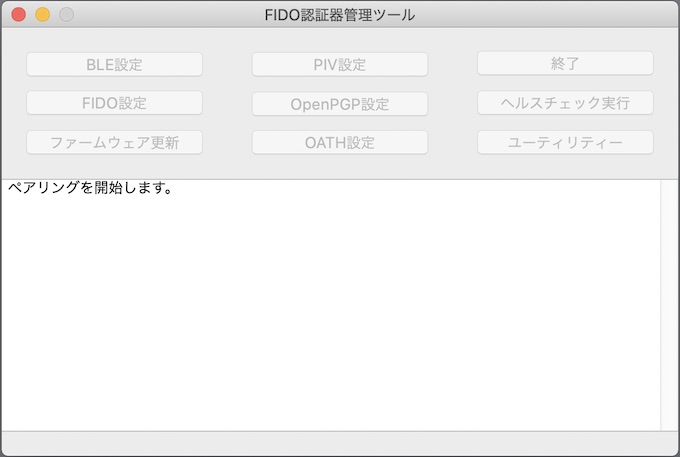 FIDO認証器管理ツール
BLE設定
PIV設定
終了
FIDO設定
OpenPGP設定
ヘルスチェック実行
ファームウェア更新
OATH設定
ユーティリティー
ペアリングを開始します。